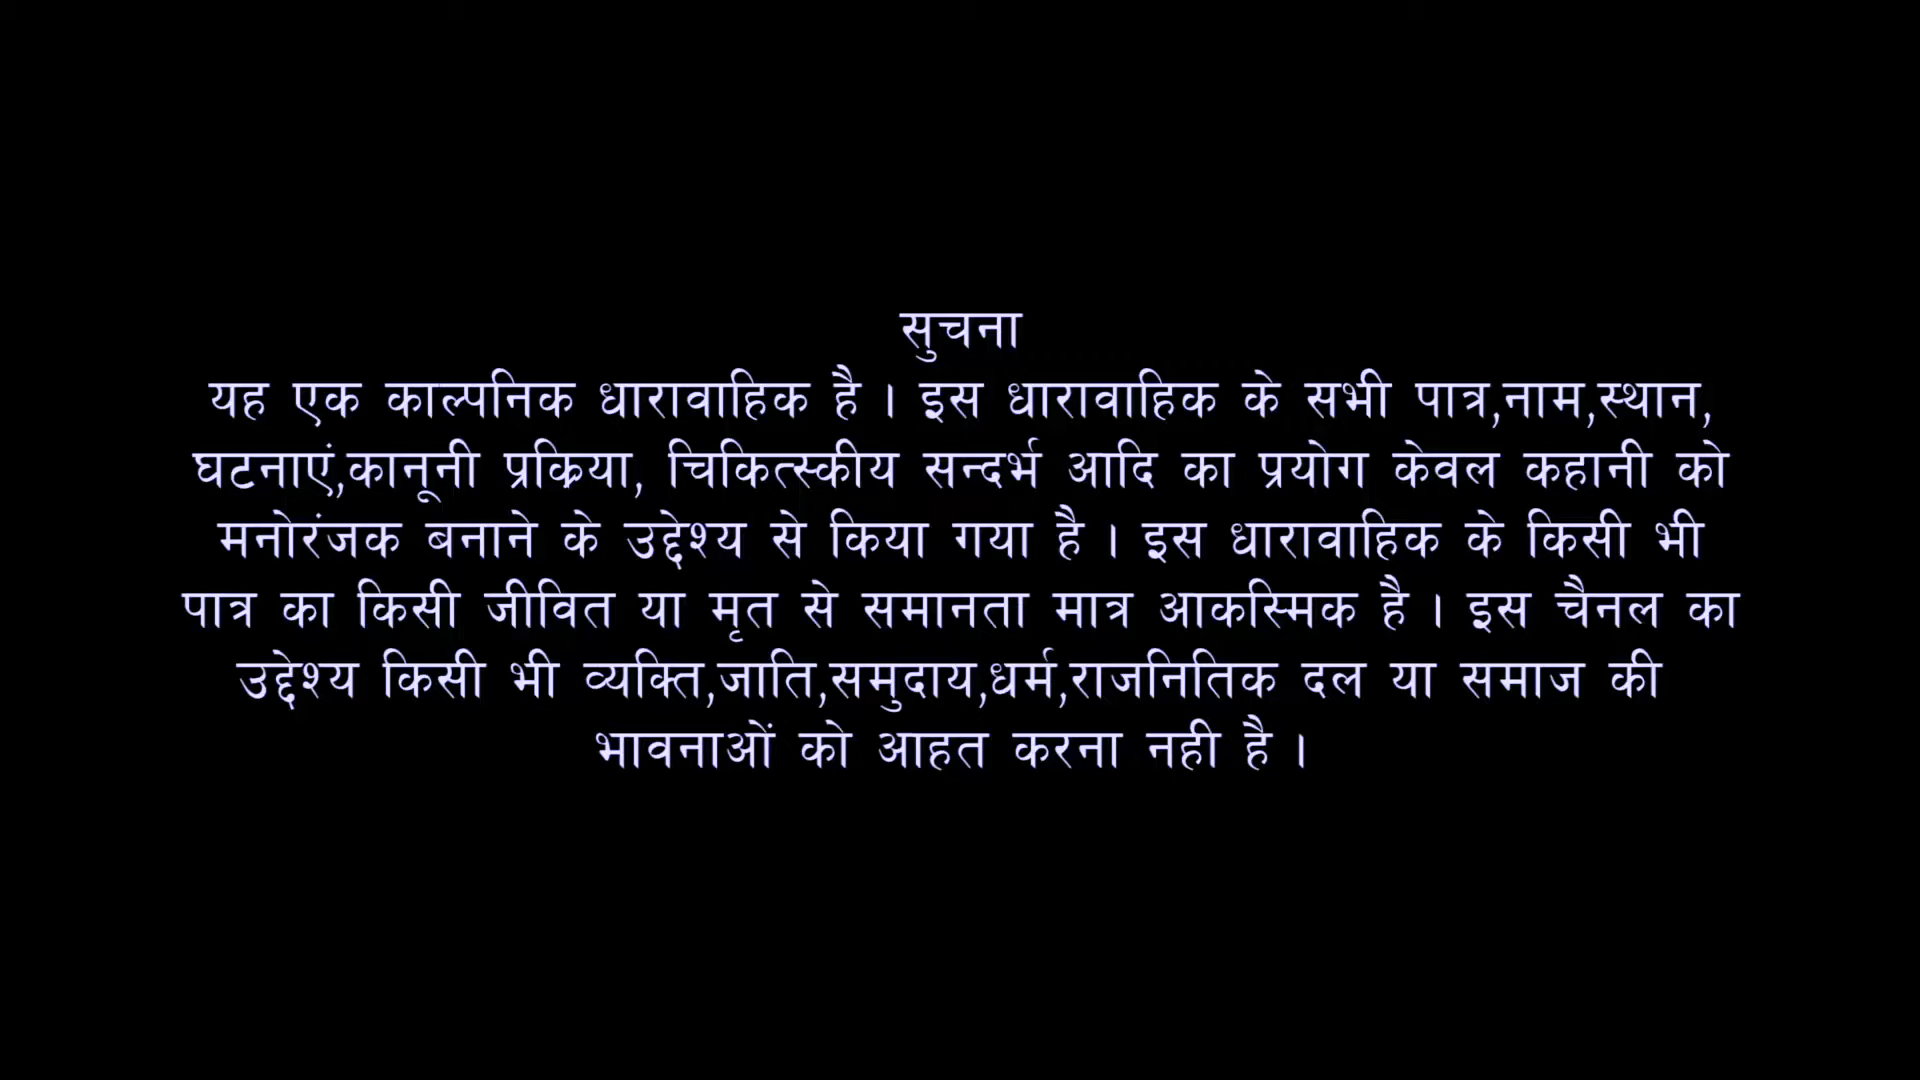 सुचना
यह एक काल्पनिक धारावाहिक है । इस धारावाहिक के सभी पात्र,नाम,स्थान,
घटनाएं,कानूनी प्रक्रिया, चिकित्स्कीय सन्दर्भ आदि का प्रयोग केवल कहानी को
मनोरंजक बनाने के उद्देश्य से किया गया है । इस धारावाहिक के किसी भी
पात्र का किसी जीवित या मृत से समानता मात्र आकस्मिक है । इस चैनल का
उद्देश्य किसी भी व्यक्ति,जाति,समुदाय,धर्म,राजनितिक दल या समाज की
भावनाओं को आहत करना नही है ।